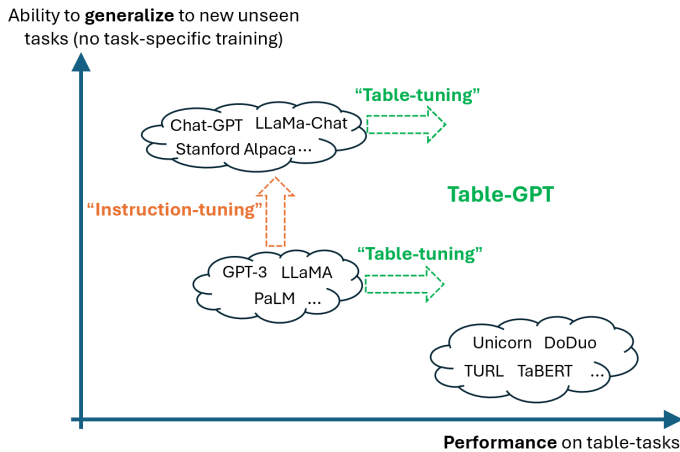 Ability to generalize to new unseen
tasks (no task-specific training)
“Table-tuning”
Chat-GPT LLaMa-Chat
Stanford Alpaca...
“Instruction-tuning”
Table-GPT
“Table-tuning”
GPT-3 LLaMA
PaLM ...
Unicorn DoDuo
TURL TaBERT ...
Performance on table-tasks